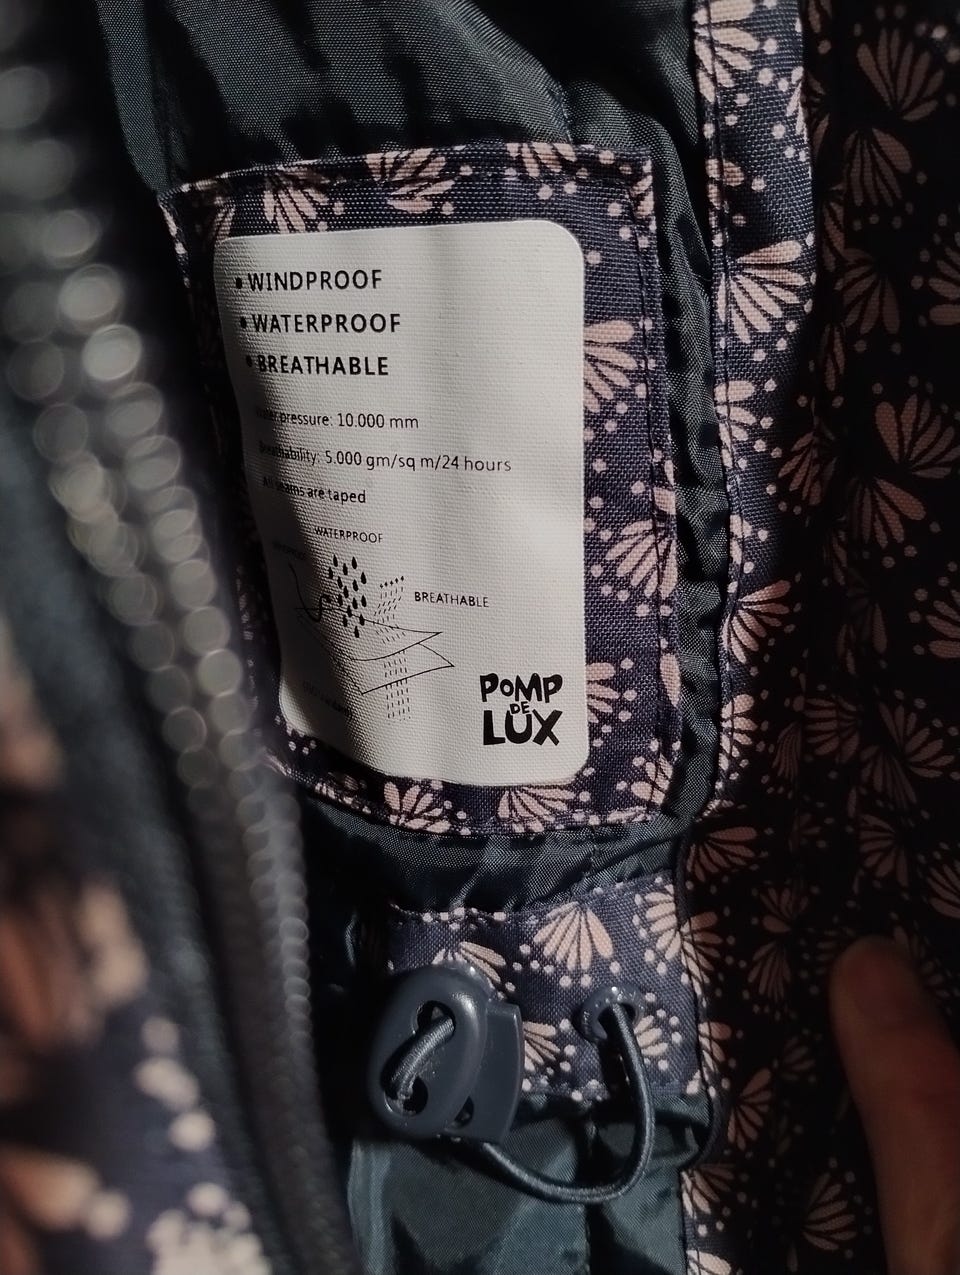 • WINDPROOF
• WATERPROOF
• BREATHABLE
pressure: 10.000 mm
Breathability: 5.000 gm/sq m/24 hours
All seams are taped
WATERPROOF
BREATHABLE
POMP
DE
LUX